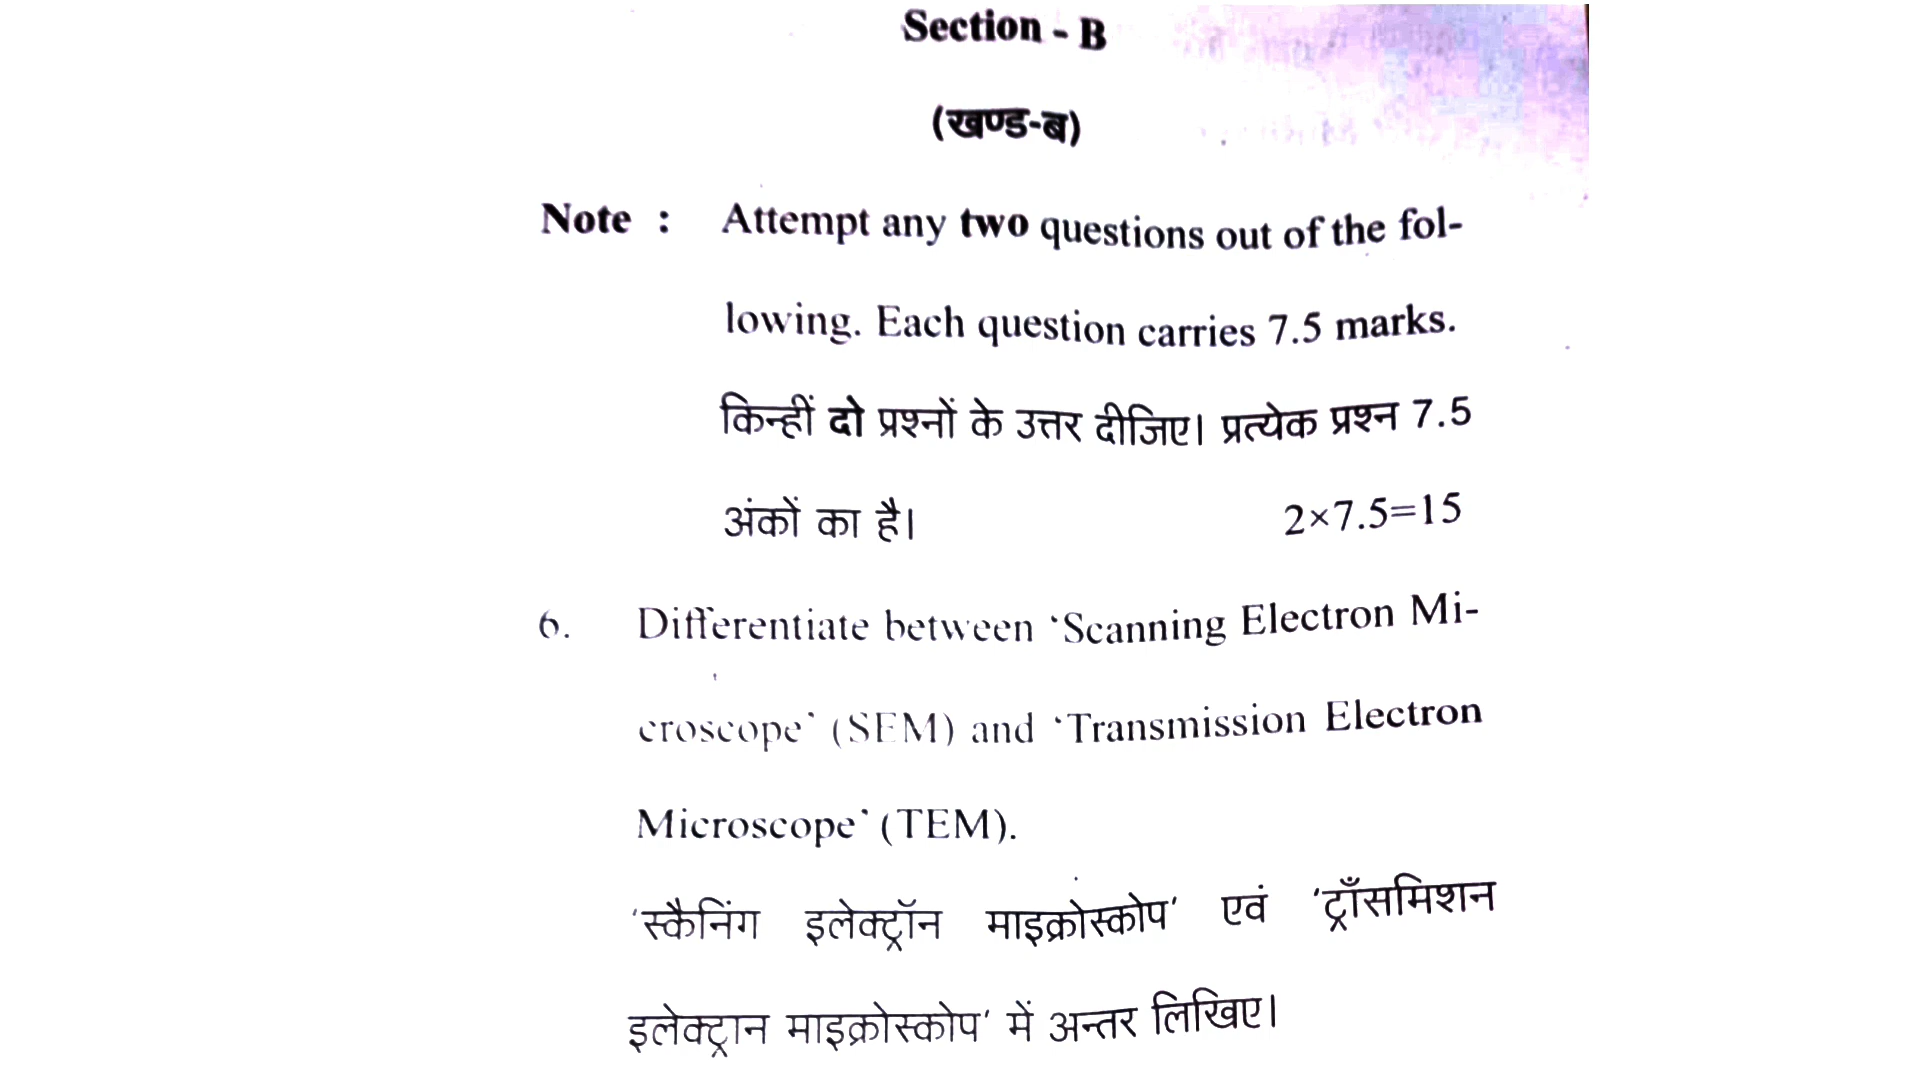 Section - B
(खण्ड-ब)
Note : Attempt any two questions out of the fol-
lowing. Each question carries 7.5 marks.
किन्हीं दो प्रश्नों के उत्तर दीजिए। प्रत्येक प्रश्न 7.5
अंकों का है। 2×7.5=15
6. Differentiate between ‘Scanning Electron Mi-
croscope’ (SEM) and ‘Transmission Electron
Microscope’ (TEM).
‘स्कैनिंग इलेक्ट्रॉन माइक्रोस्कोप’ एवं ‘ट्राँसमिशन
इलेक्ट्रान माइक्रोस्कोप’ में अन्तर लिखिए।